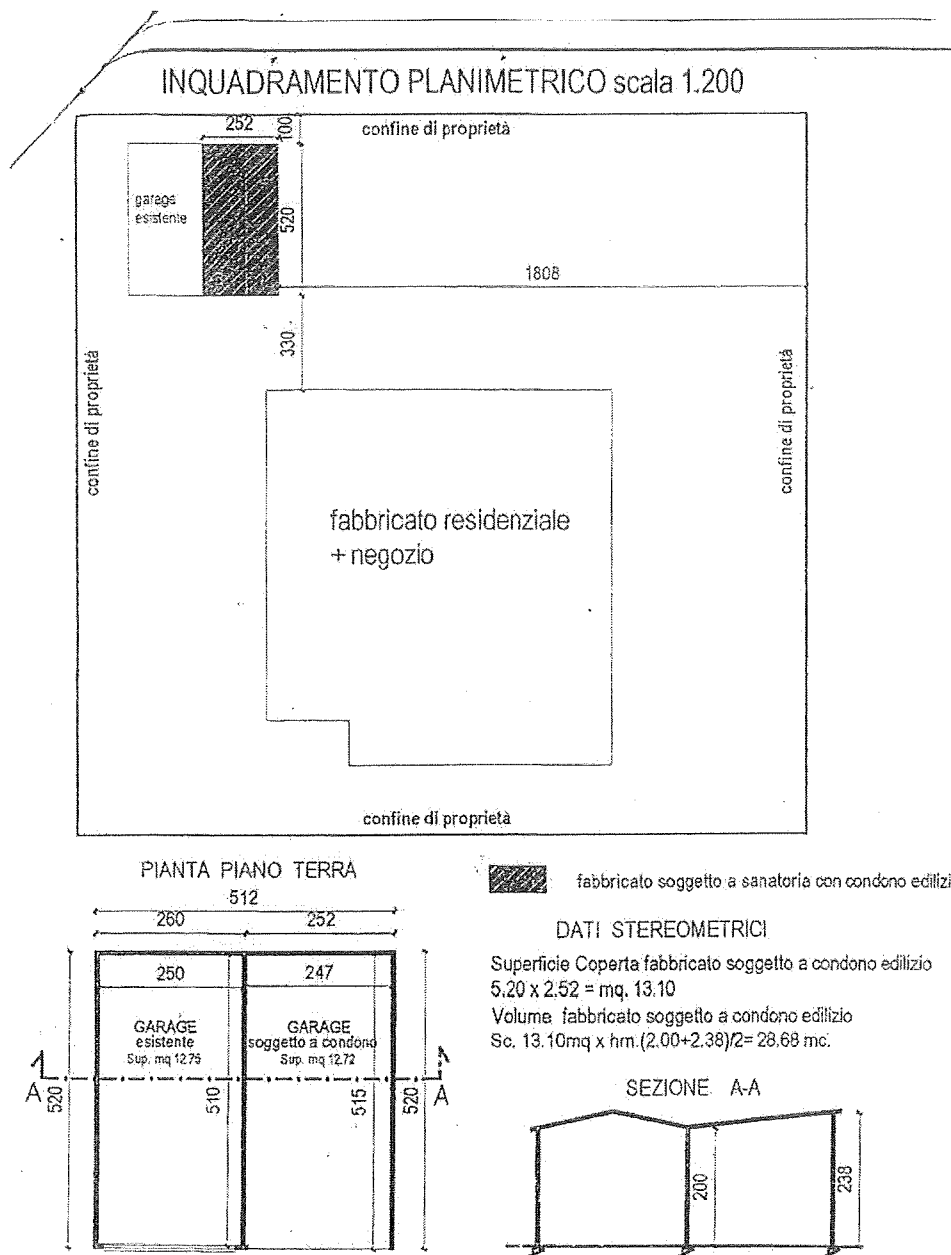 INQUADRAMENTO PLANIMETRICO scala 1.200
confine di proprietà
252
100
garage
esistente
520
1808
330
confine di proprietà
confine di proprietà
fabbricato residenziale
+ negozio
confine di proprietà
PIANTA PIANO TERRA
512
260
252
250
247
GARAGE
esistente
Sup. mq 12.75
GARAGE
soggetto a condono
Sup. mq 12.72
A
A
520
510
515
520
fabbricato soggetto a sanatoria con condono edilizi
DATI STEREOMETRICI
Superficie Coperta fabbricato soggetto a condono edilizio
5.20 x 2.52 = mq. 13.10
Volume fabbricato soggetto a condono edilizio
Sc. 13.10mq x hm.(2.00+2.38)/2= 28.68 mc.
SEZIONE A-A
200
238